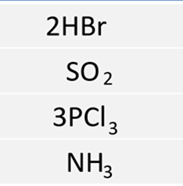 2HBr
SO₂
3PCl₃
NH₃